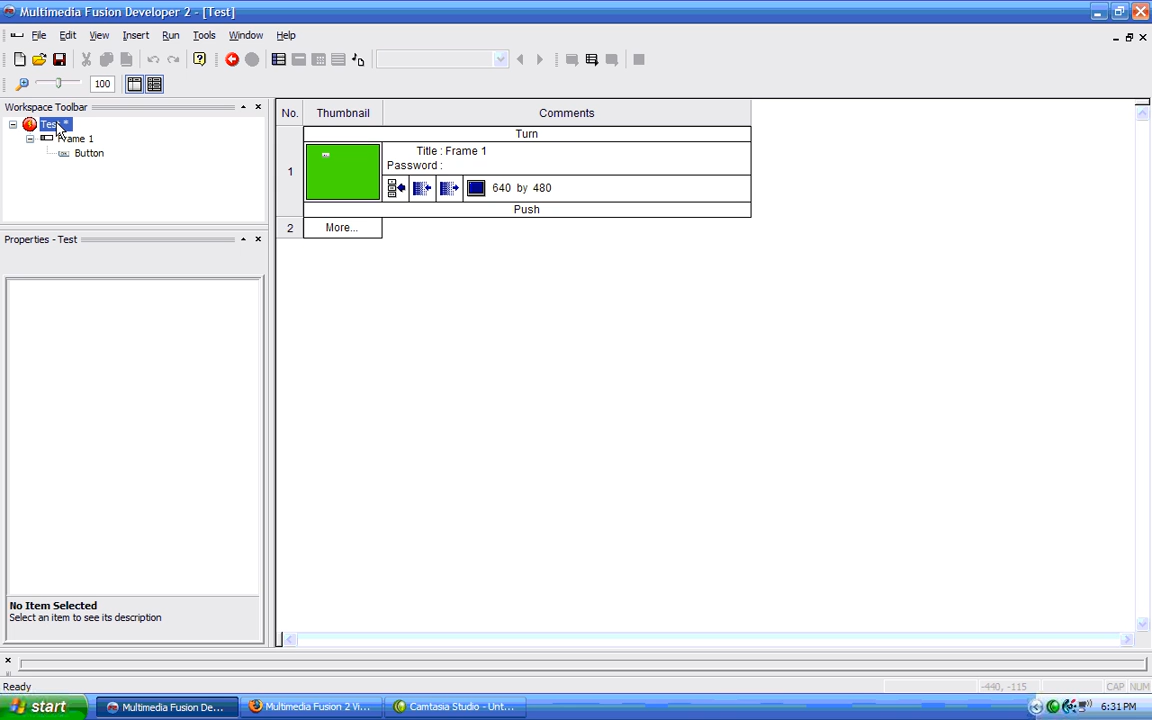 Multimedia Fusion Developer 2 - [Test]
File Edit View Insert Run Tools Window Help
100
Workspace Toolbar
Test *
Frame 1
Button
Properties - Test
No Item Selected
Select an item to see its description
No. Thumbnail Comments
Turn
1
Title : Frame 1
Password :
640 by 480
Push
2 More...
Ready
-440, -115
CAP NUM
start
Multimedia Fusion De...
Multimedia Fusion 2 Vi...
Camtasia Studio - Unt...
6:31 PM